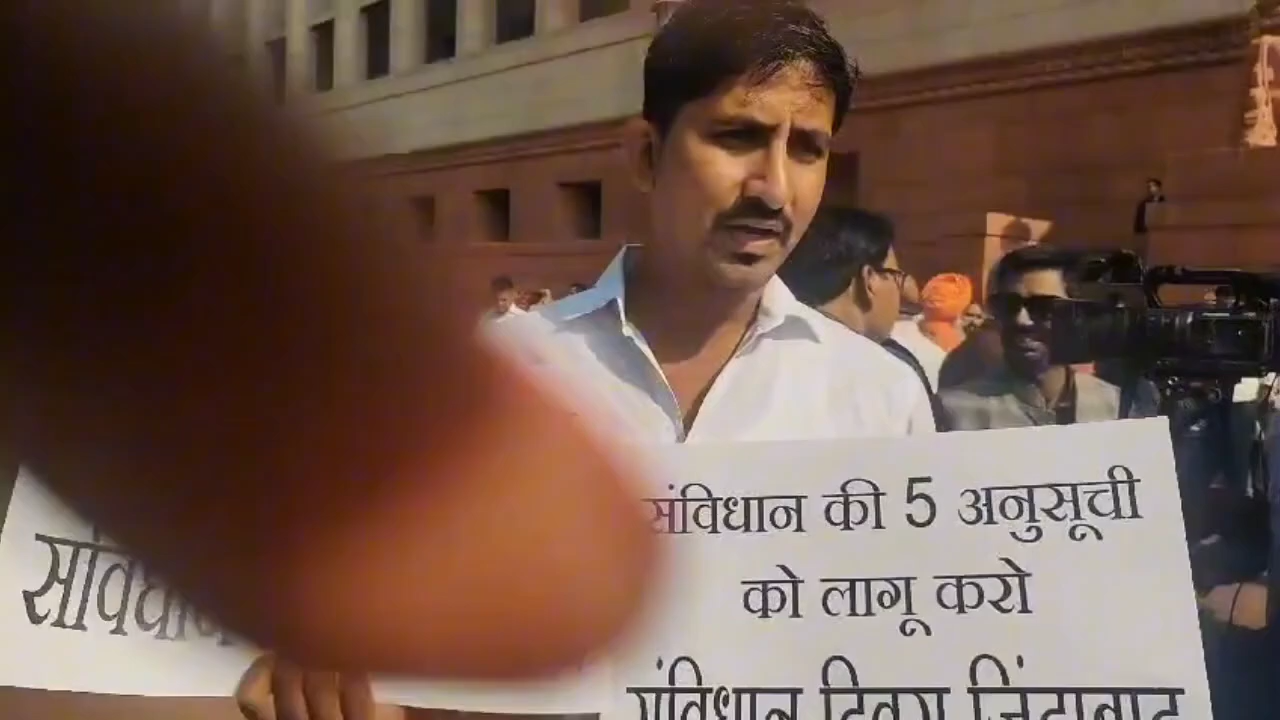 संविधान की 5 अनुसूची
को लागू करो
संविधान दिवस जिंदाबाद